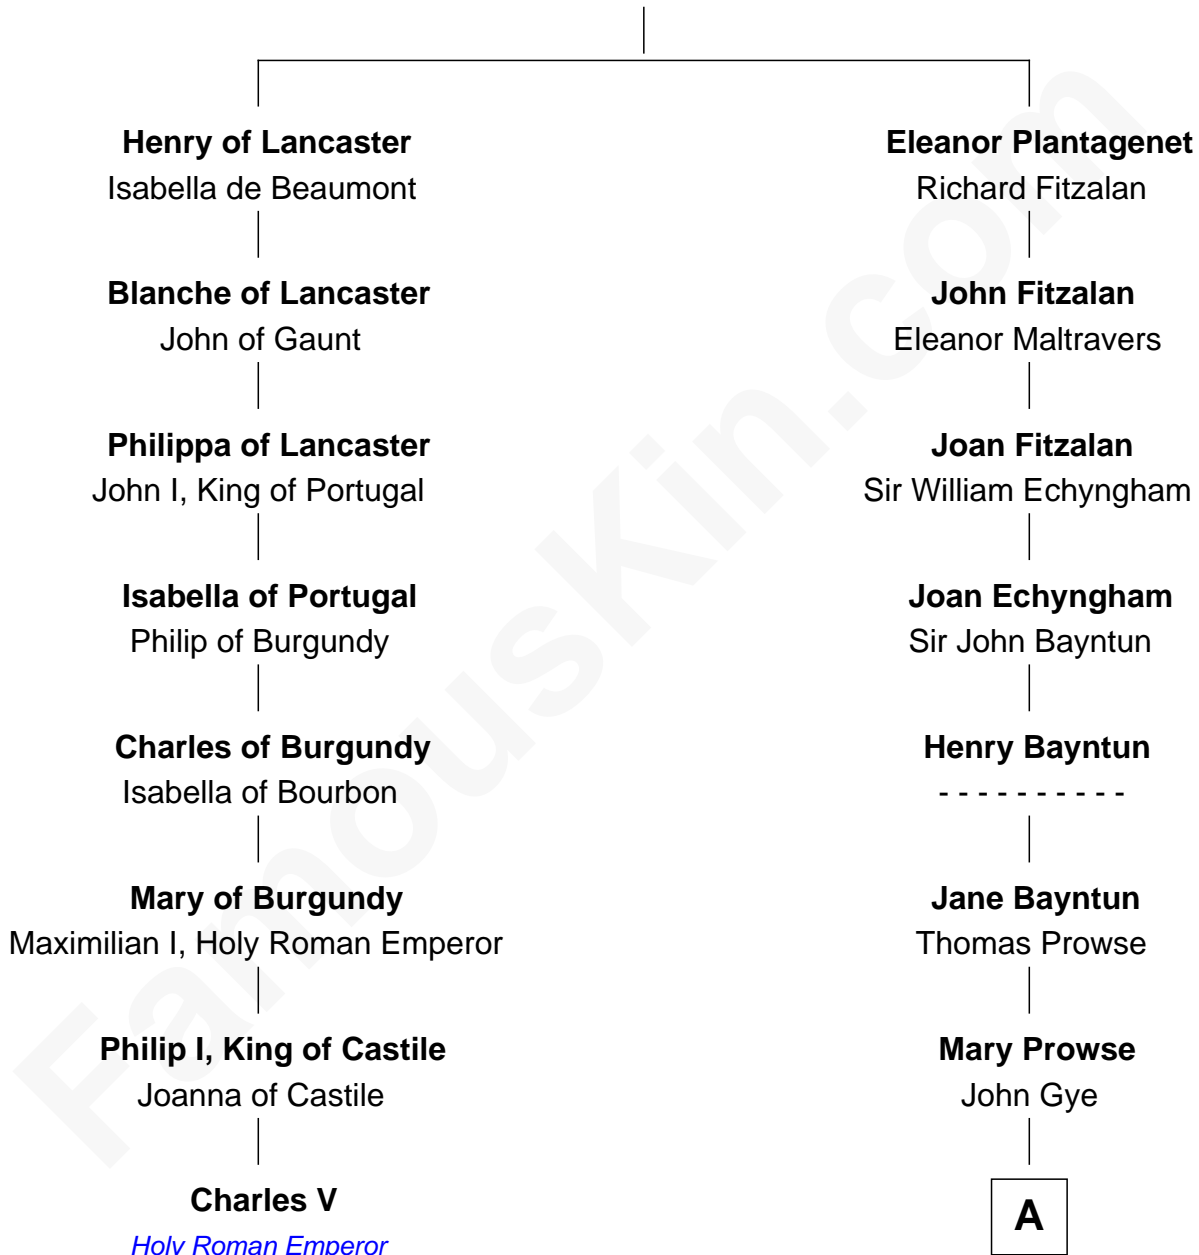 Henry of Lancaster
Isabella de Beaumont
Blanche of Lancaster
John of Gaunt
Philippa of Lancaster
John I, King of Portugal
Isabella of Portugal
Philip of Burgundy
Charles of Burgundy
Isabella of Bourbon
Mary of Burgundy
Maximilian I, Holy Roman Emperor
Philip I, King of Castile
Joanna of Castile
Charles V
Holy Roman Emperor
Eleanor Plantagenet
Richard Fitzalan
John Fitzalan
Eleanor Maltravers
Joan Fitzalan
Sir William Echyngham
Joan Echyngham
Sir John Bayntun
Henry Bayntun
- - - - - - - - - -
Jane Bayntun
Thomas Prowse
Mary Prowse
John Gye
A
FamousKin.com